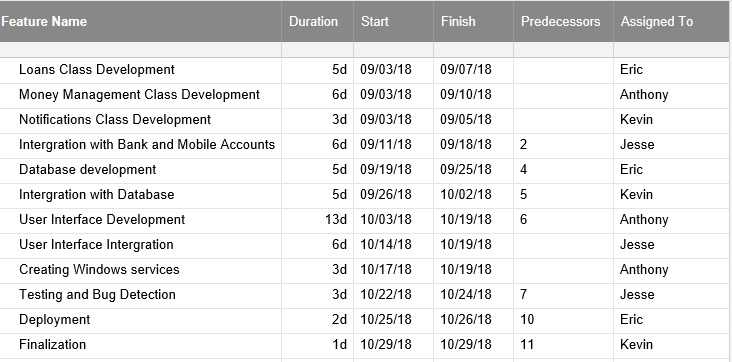 Feature Name Duration Start Finish Predecessors Assigned To
Loans Class Development 5d 09/03/18 09/07/18 Eric
Money Management Class Development 6d 09/03/18 09/10/18 Anthony
Notifications Class Development 3d 09/03/18 09/05/18 Kevin
Intergration with Bank and Mobile Accounts 6d 09/11/18 09/18/18 2 Jesse
Database development 5d 09/19/18 09/25/18 4 Eric
Intergration with Database 5d 09/26/18 10/02/18 5 Kevin
User Interface Development 13d 10/03/18 10/19/18 6 Anthony
User Interface Intergration 6d 10/14/18 10/19/18 Jesse
Creating Windows services 3d 10/17/18 10/19/18 Anthony
Testing and Bug Detection 3d 10/22/18 10/24/18 7 Jesse
Deployment 2d 10/25/18 10/26/18 10 Eric
Finalization 1d 10/29/18 10/29/18 11 Kevin